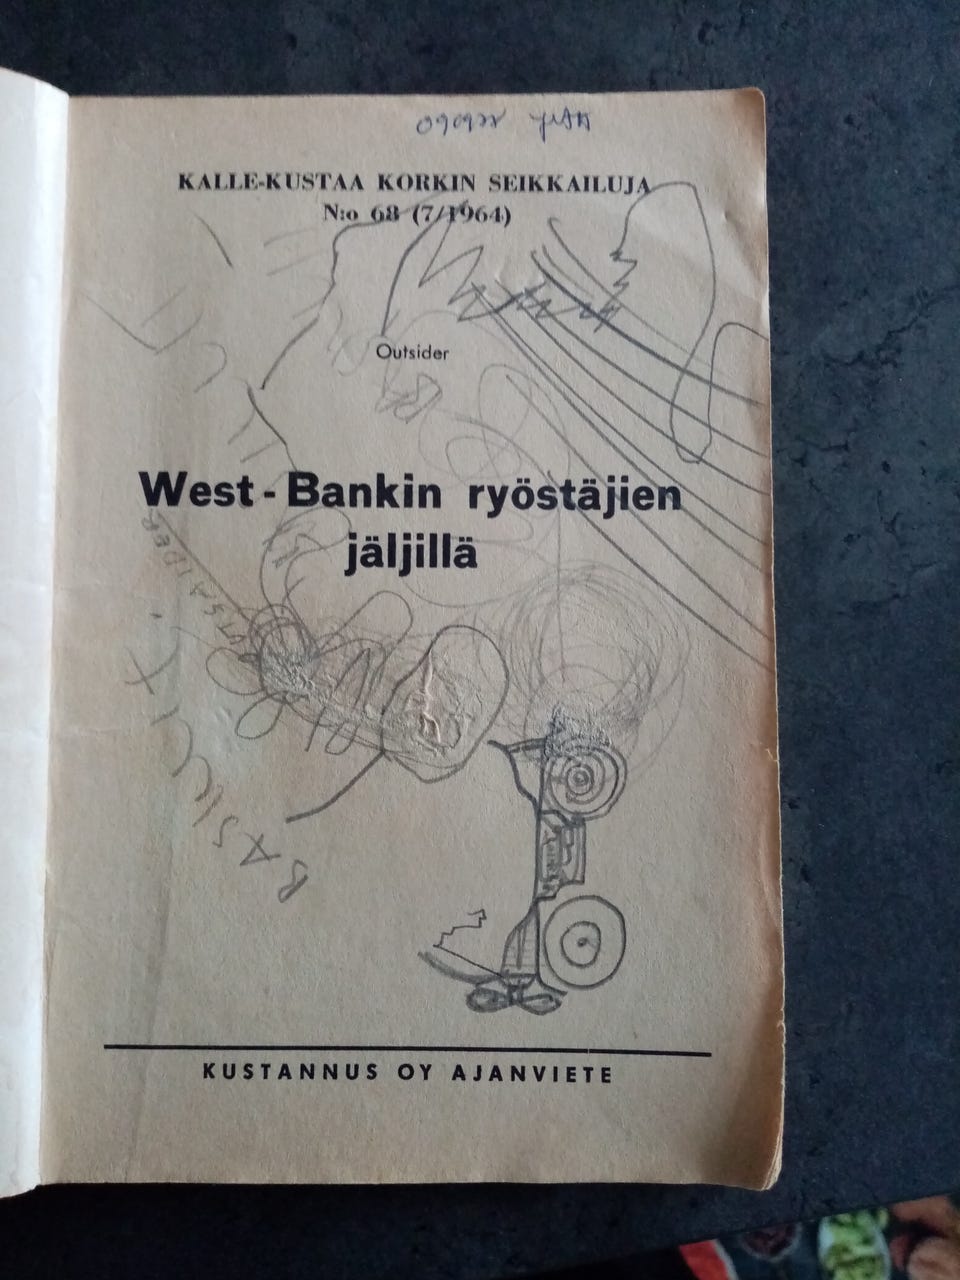 KALLE-KUSTAA KORKIN SEIKKAILUJA
N:o 68 (7/1964)
Outsider
West-Bankin ryöstäjien
jäljillä
KUSTANNUS OY AJANVIETE